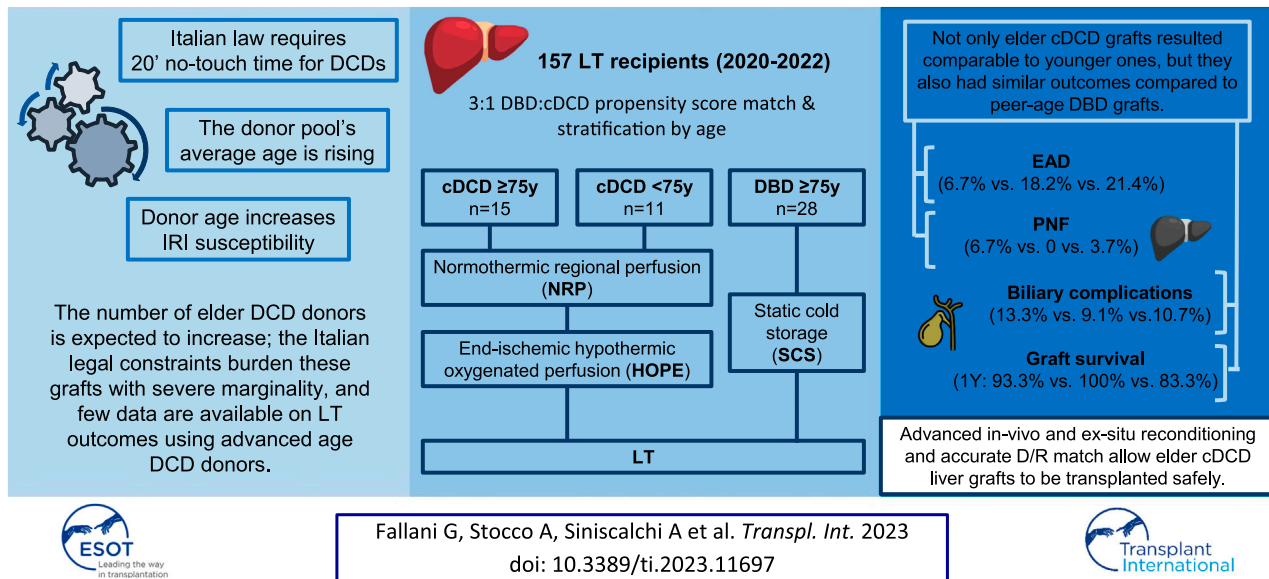 Italian law requires
20' no-touch time for DCDs
The donor pool's
average age is rising
Donor age increases
IRI susceptibility
The number of elder DCD donors
is expected to increase; the Italian
legal constraints burden these
grafts with severe marginality, and
few data are available on LT
outcomes using advanced age
DCD donors.
157 LT recipients (2020-2022)
3:1 DBD:cDCD propensity score match &
stratification by age
cDCD ≥75y
n=15
cDCD <75y
n=11
DBD ≥75y
n=28
Normothermic regional perfusion
(NRP)
End-ischemic hypothermic
oxygenated perfusion (HOPE)
Static cold
storage
(SCS)
LT
Not only elder cDCD grafts resulted
comparable to younger ones, but they
also had similar outcomes compared to
peer-age DBD grafts.
EAD
(6.7% vs. 18.2% vs. 21.4%)
PNF
(6.7% vs. 0 vs. 3.7%)
Biliary complications
(13.3% vs. 9.1% vs.10.7%)
Graft survival
(1Y: 93.3% vs. 100% vs. 83.3%)
Advanced in-vivo and ex-situ reconditioning
and accurate D/R match allow elder cDCD
liver grafts to be transplanted safely.
ESOT
Leading the way
in transplantation
Fallani G, Stocco A, Siniscalchi A et al. Transpl. Int. 2023
doi: 10.3389/ti.2023.11697
Transplant
International